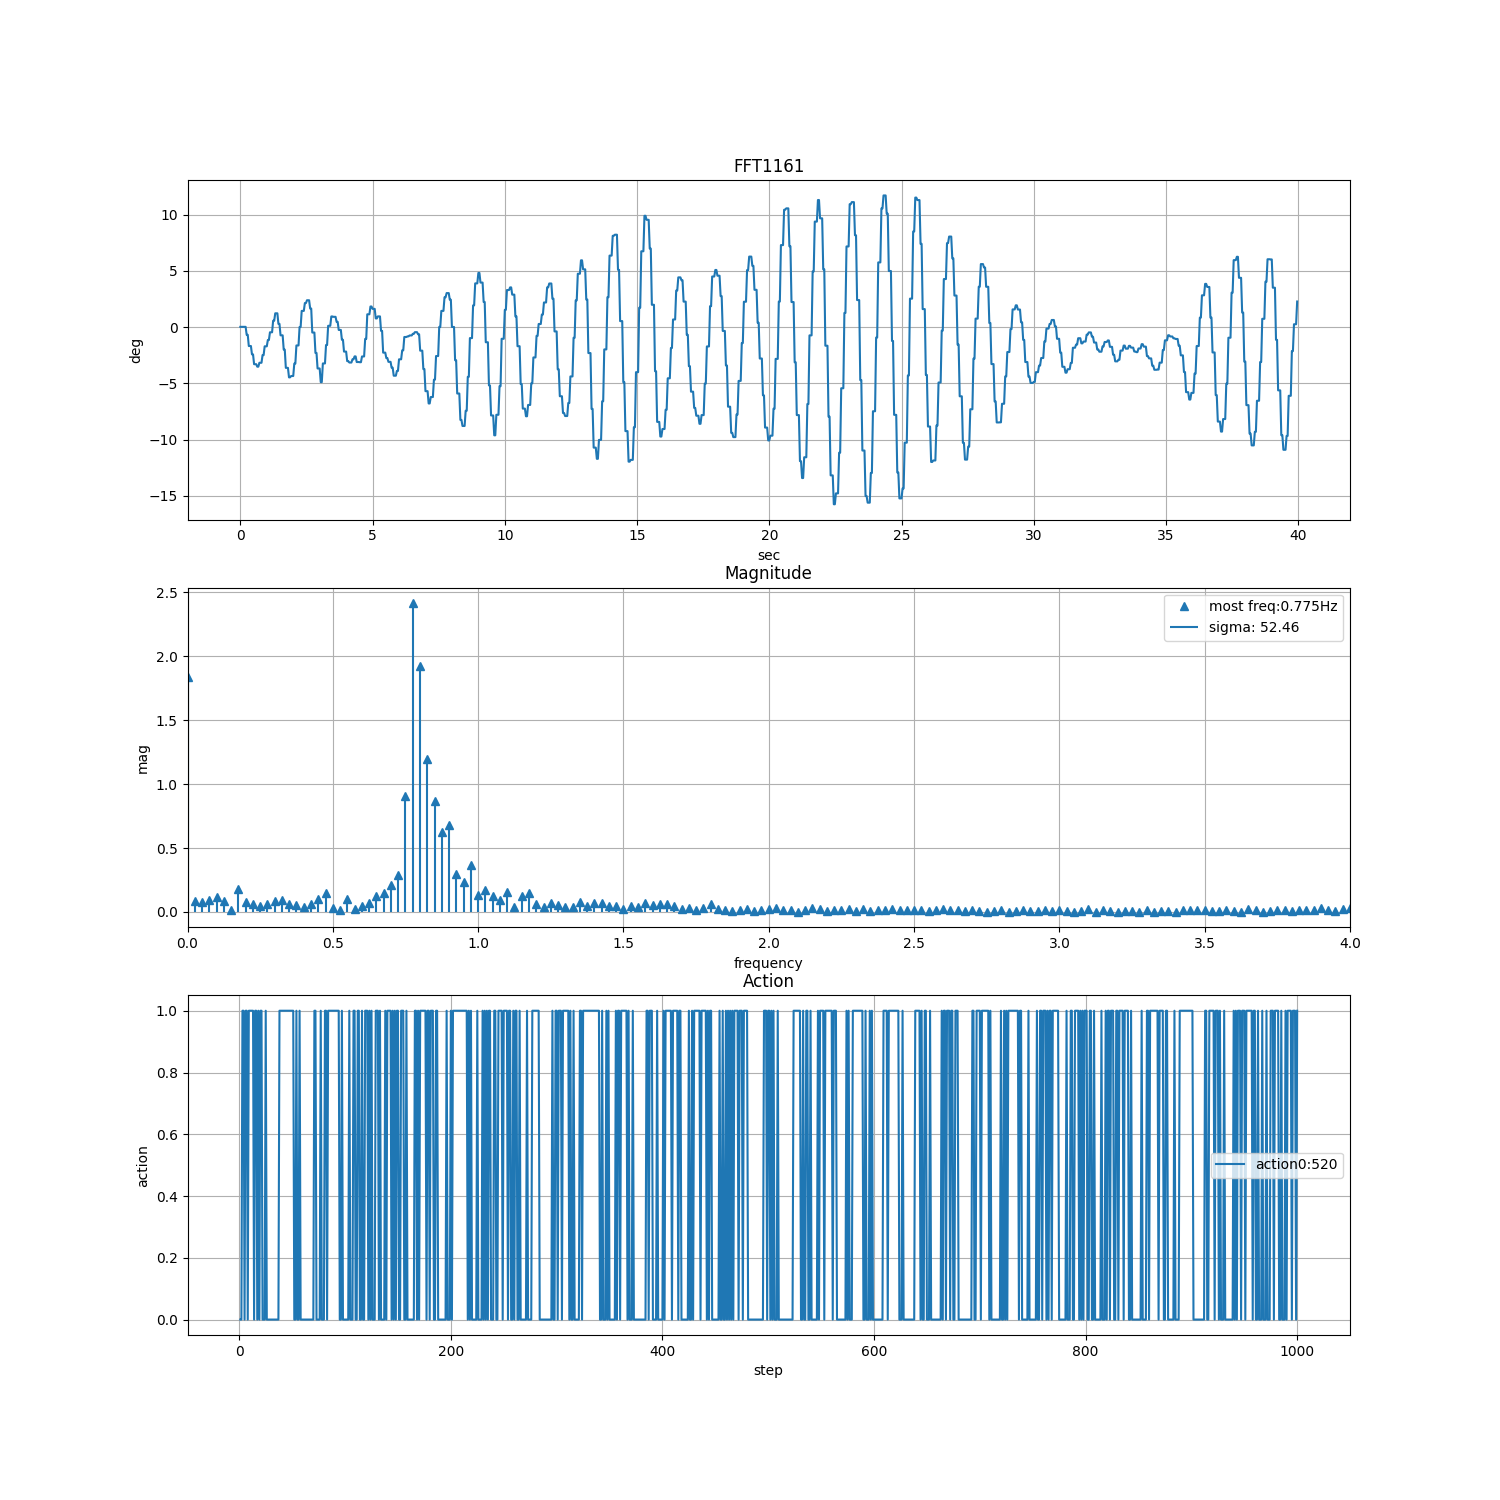 FFT1161
deg
10
5
0
−5
−10
−15
0 5 10 15 20 25 30 35 40
sec
Magnitude
mag
2.5
2.0
1.5
1.0
0.5
0.0
most freq:0.775Hz
sigma: 52.46
0.0 0.5 1.0 1.5 2.0 2.5 3.0 3.5 4.0
frequency
Action
action
1.0
0.8
0.6
0.4
0.2
0.0
action0:520
0 200 400 600 800 1000
step